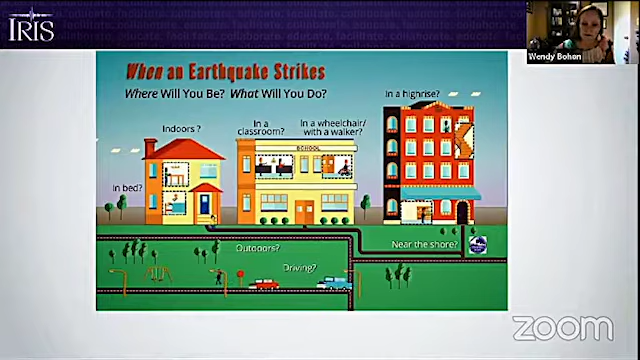 IRIS
Wendy Bohon
When an Earthquake Strikes
Where Will You Be? What Will You Do?
In a highrise?
Indoors?
In a
classroom?
In a wheelchair/
with a walker?
SCHOOL
In bed?
Outdoors?
Near the shore?
Driving?
zoom